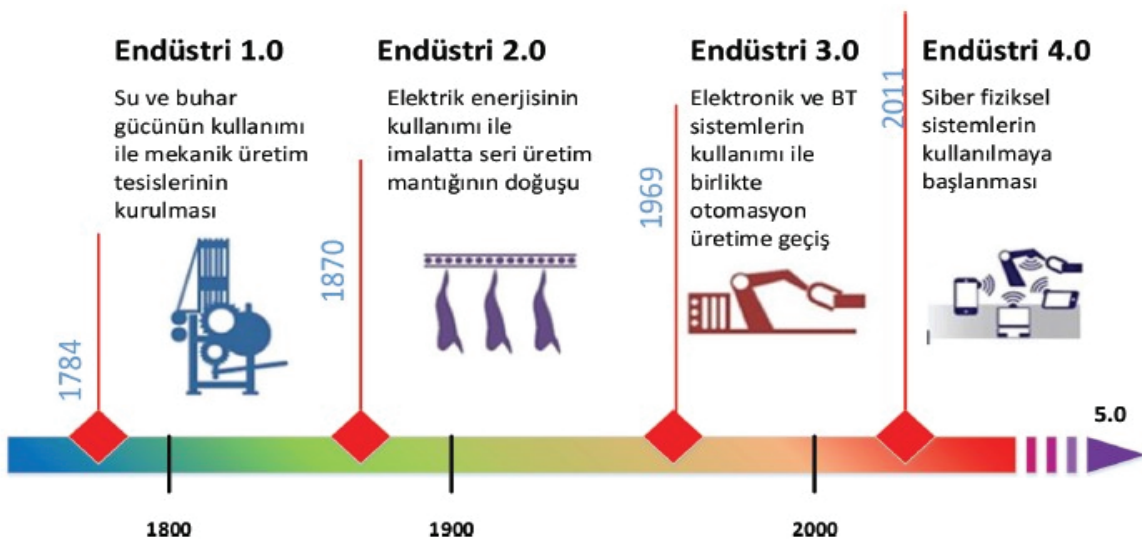 Endüstri 1.0
Su ve buhar
gücünün kullanımı
ile mekanik üretim
tesislerinin
kurulması
1784
Endüstri 2.0
Elektrik enerjisinin
kullanımı ile
imalatta seri üretim
mantığının doğuşu
1870
Endüstri 3.0
Elektronik ve BT
sistemlerin
kullanımı ile
birlikte
otomasyon
üretime geçiş
1969
Endüstri 4.0
Siber fiziksel
sistemlerin
kullanılmaya
başlanması
2011
5.0
1800
1900
2000